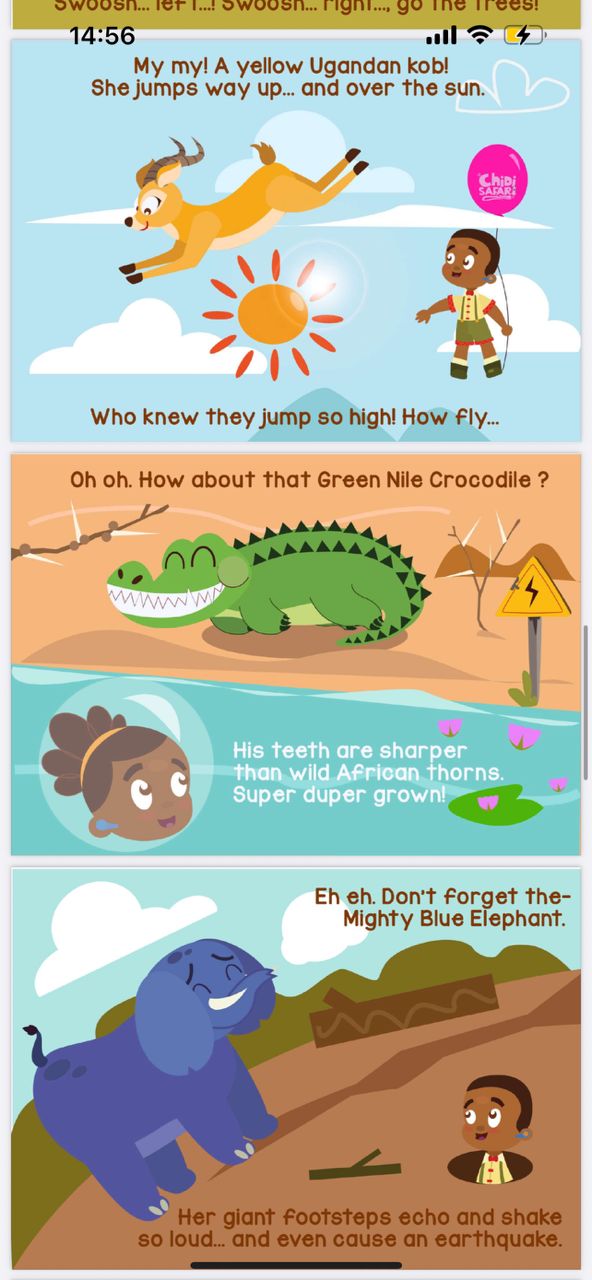 Swoosh... left...! Swoosh... right..., go the trees!
14:56
My my! A yellow Ugandan kob!
She jumps way up... and over the sun.
CHiDi
SAFARi
Who knew they jump so high! How fly...
Oh oh. How about that Green Nile Crocodile ?
His teeth are sharper
than wild African thorns.
Super duper grown!
Eh eh. Don't forget the-
Mighty Blue Elephant.
Her giant footsteps echo and shake
so loud... and even cause an earthquake.